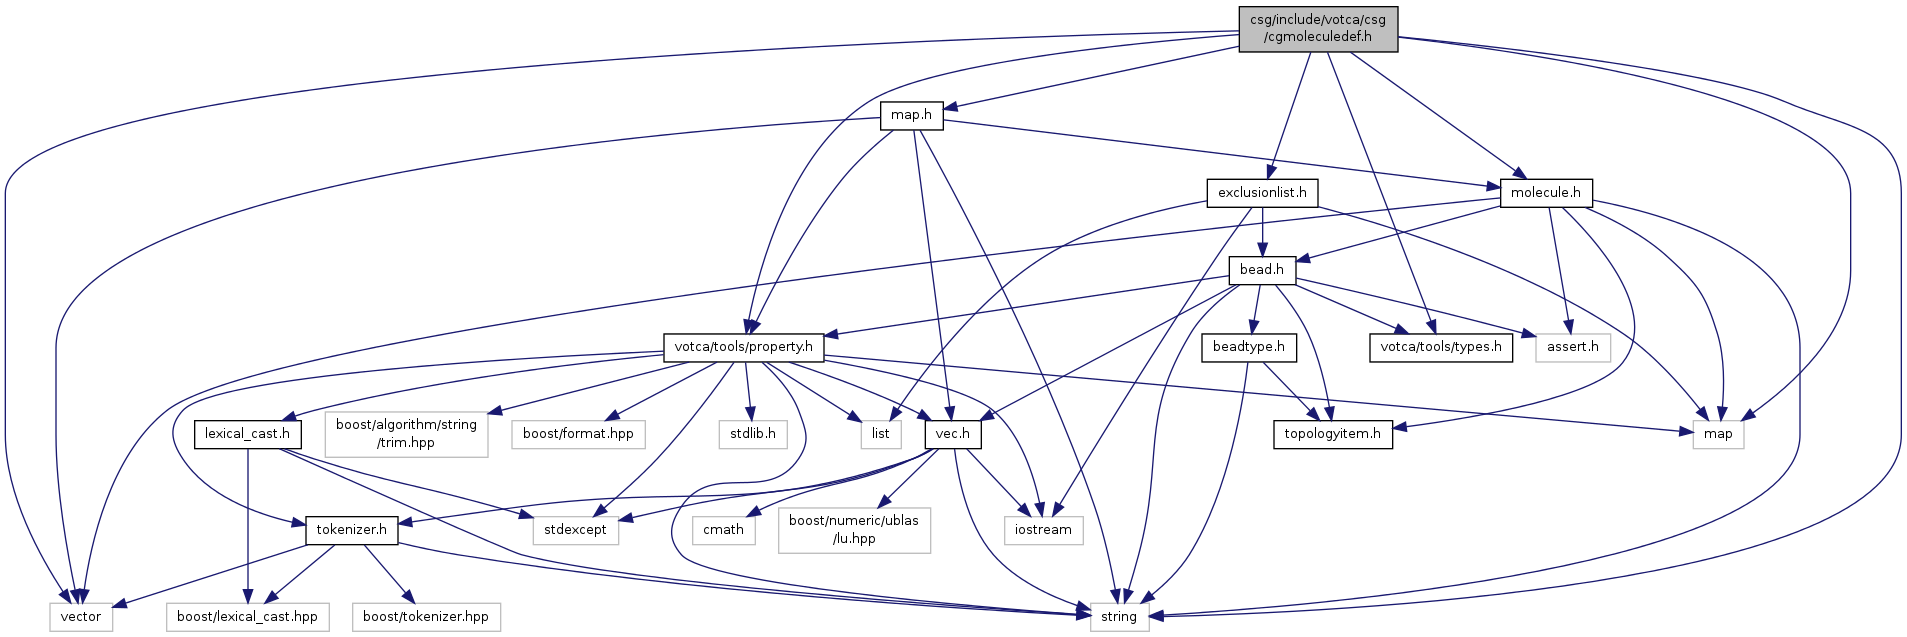 csg/include/votca/csg
/cgmoleculedef.h
map.h
exclusionlist.h
molecule.h
bead.h
votca/tools/property.h
beadtype.h
votca/tools/types.h
assert.h
lexical_cast.h
boost/algorithm/string
/trim.hpp
boost/format.hpp
stdlib.h
list
vec.h
topologyitem.h
map
tokenizer.h
stdexcept
cmath
boost/numeric/ublas
/lu.hpp
iostream
vector
boost/lexical_cast.hpp
boost/tokenizer.hpp
string